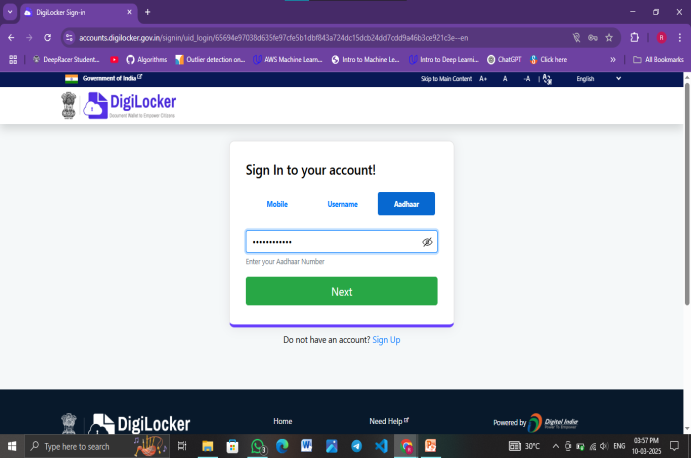 DigiLocker Sign-in
accounts.digilocker.gov.in/signin/uid_login/65694e97038d635fe97cfe5b1dbf843a724dc15dcb24dd7cdd9a46b3ce921c3e--en
DeepRacer Student... Algorithms Outlier detection on... AWS Machine Learn... Intro to Machine Le... Intro to Deep Learni... ChatGPT Click here » All Bookmarks
Government of India Skip to Main Content A+ A -A | English
DigiLocker
Document Wallet to Empower Citizens
Sign In to your account!
Mobile Username Aadhaar
••••••••••••
Enter your Aadhaar Number
Next
Do not have an account? Sign Up
DigiLocker Home Need Help Powered by Digital India
Power To Empower
Type here to search 30°C ENG 03:57 PM
10-03-2025